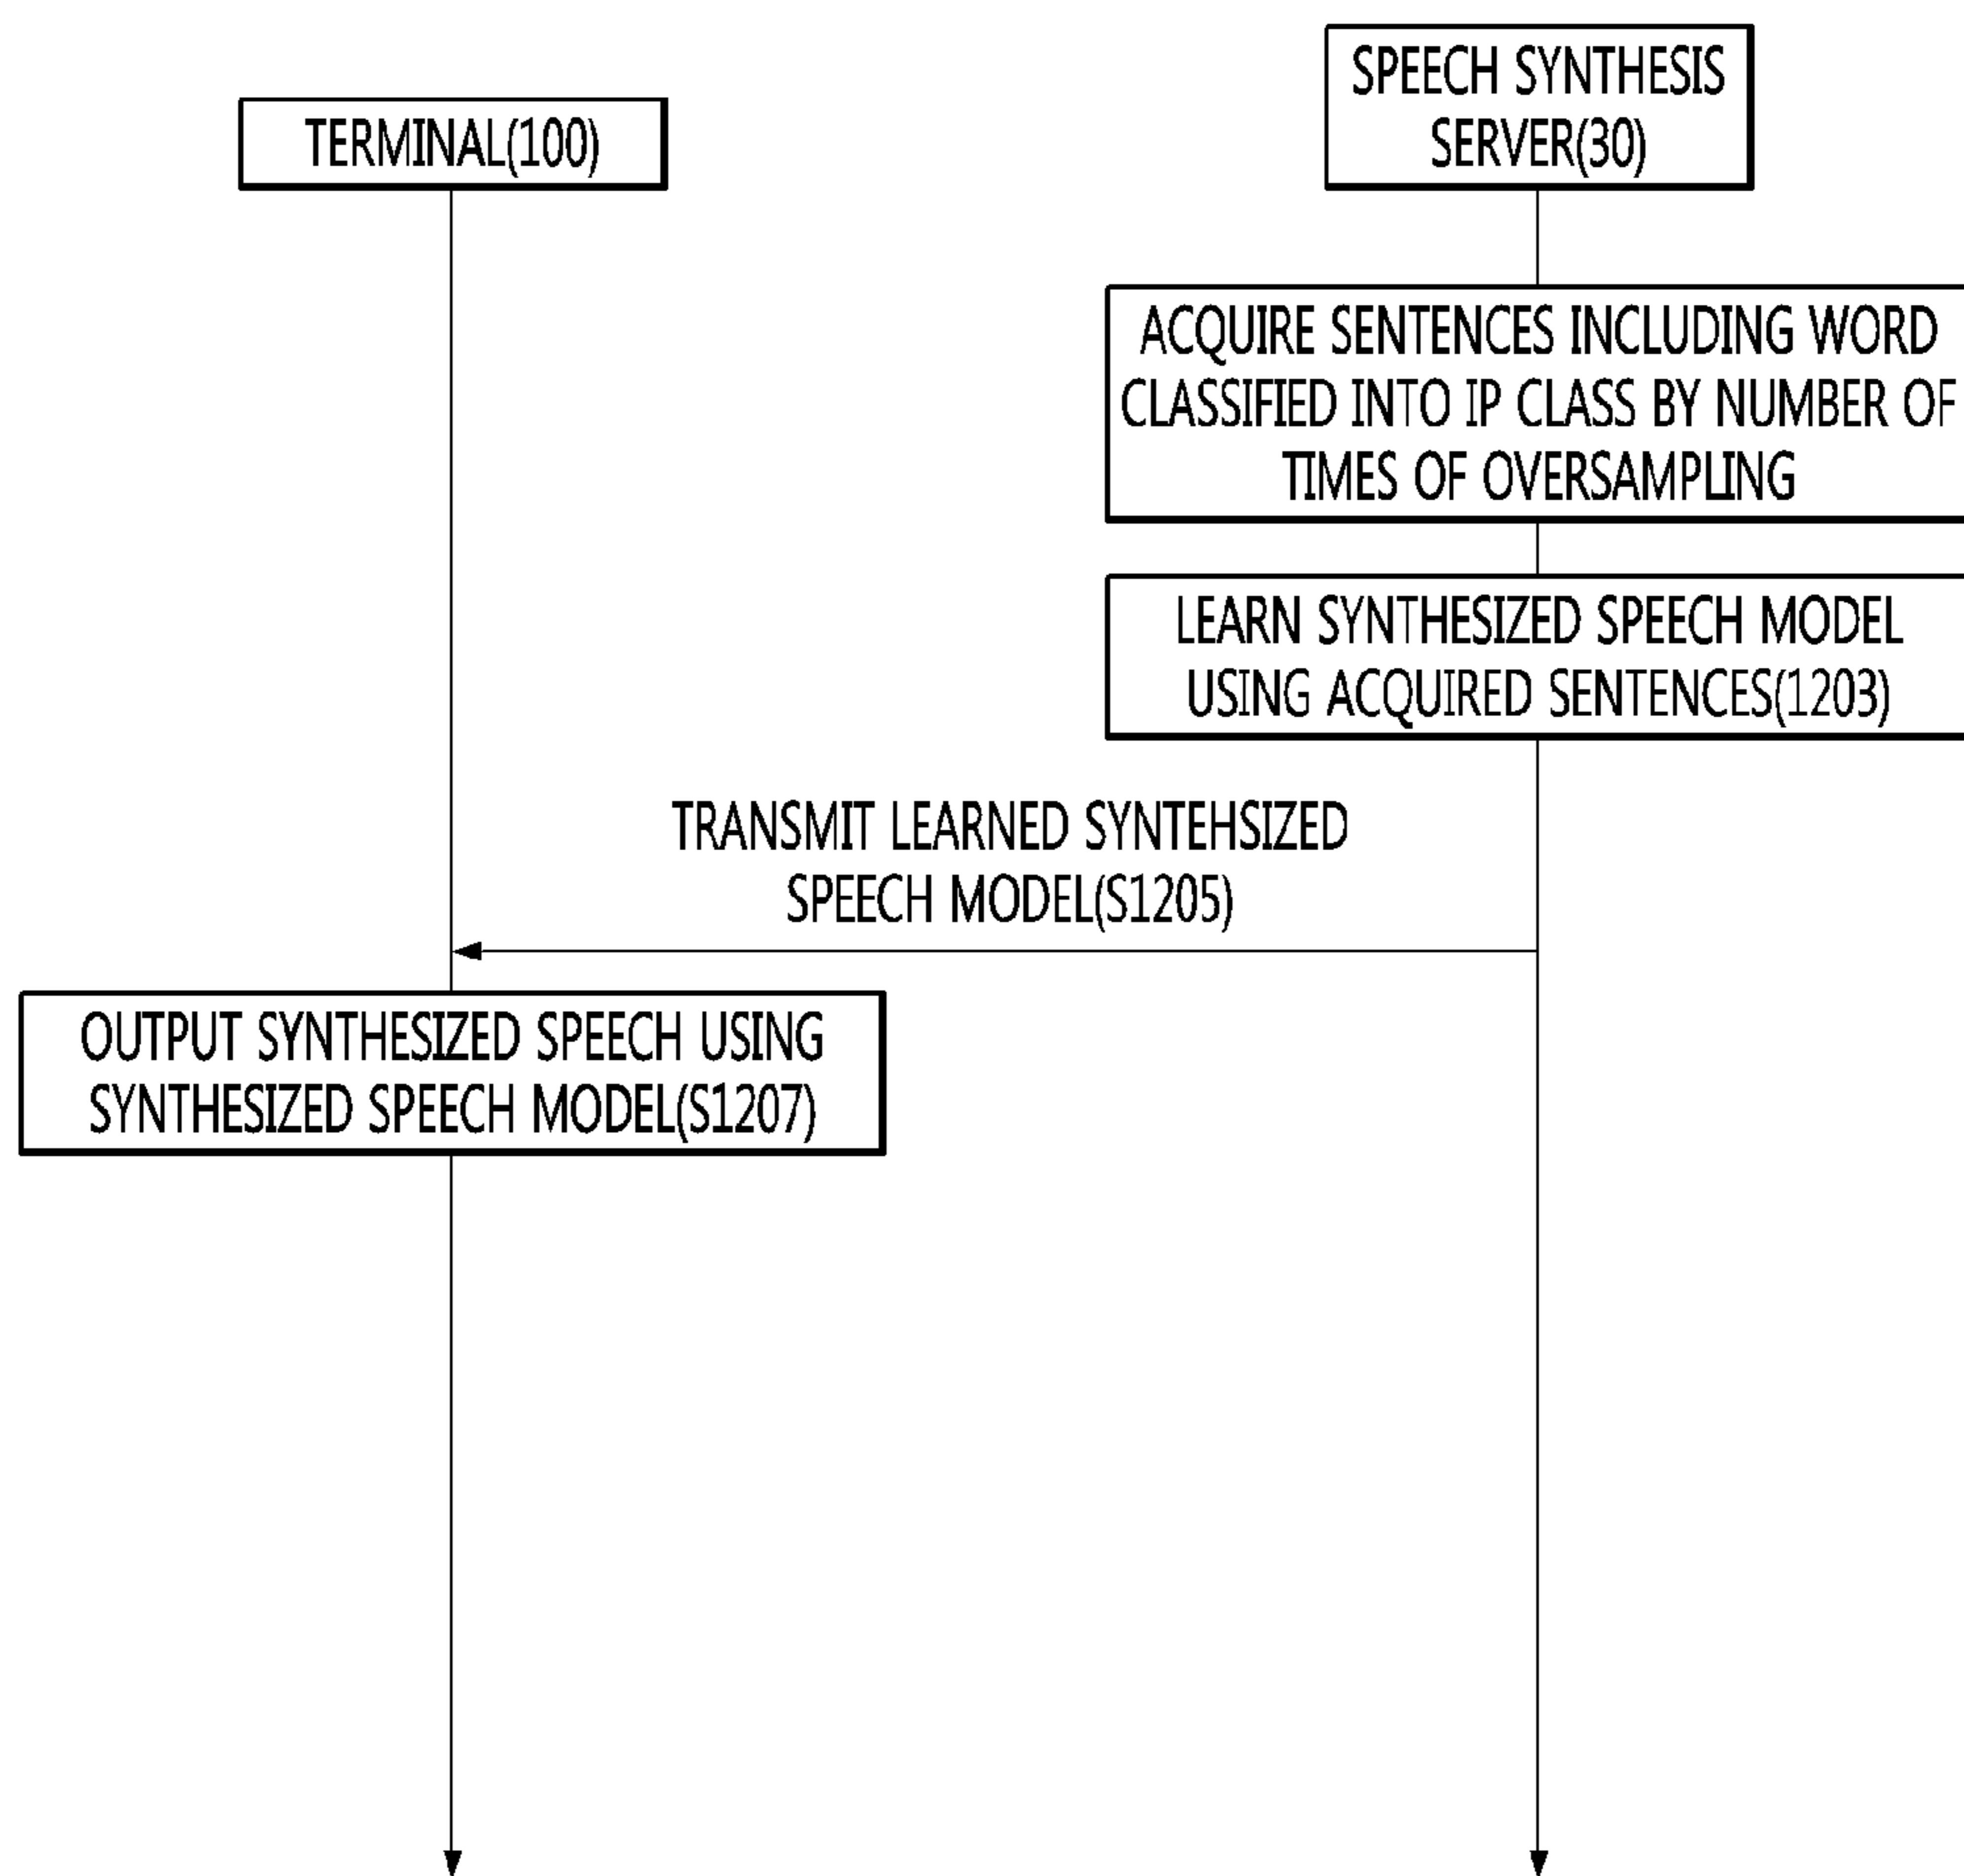 TERMINAL(100)
SPEECH SYNTHESIS
SERVER(30)
ACQUIRE SENTENCES INCLUDING WORD
CLASSIFIED INTO IP CLASS BY NUMBER OF
TIMES OF OVERSAMPLING
LEARN SYNTHESIZED SPEECH MODEL
USING ACQUIRED SENTENCES(1203)
TRANSMIT LEARNED SYNTEHSIZED
SPEECH MODEL(S1205)
OUTPUT SYNTHESIZED SPEECH USING
SYNTHESIZED SPEECH MODEL(S1207)